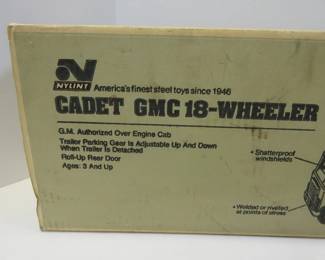 NYLINT
America's finest steel toys since 1946
CADET GMC 18-WHEELER
G.M. Authorized Over Engine Cab
Trailer Parking Gear Is Adjustable Up And Down
When Trailer Is Detached
Roll-Up Rear Door
Ages: 3 And Up
• Shatterproof
windshields
• Welded or riveted
at points of stress